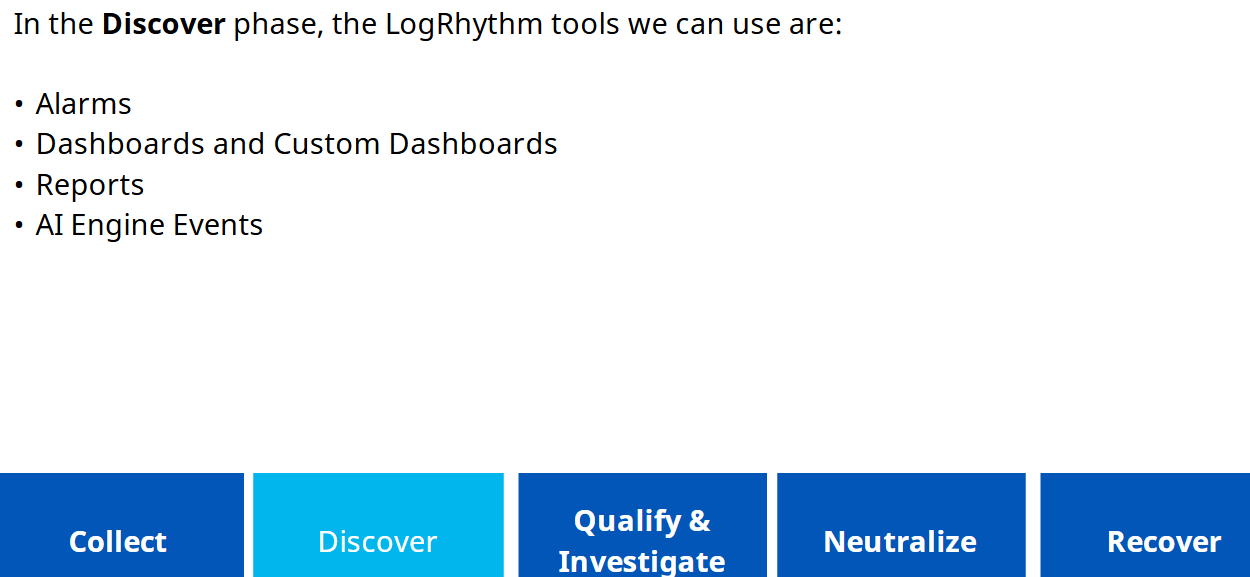 In the Discover phase, the LogRhythm tools we can use are:
• Alarms
• Dashboards and Custom Dashboards
• Reports
• AI Engine Events
Collect
Discover
Qualify &
Investigate
Neutralize
Recover